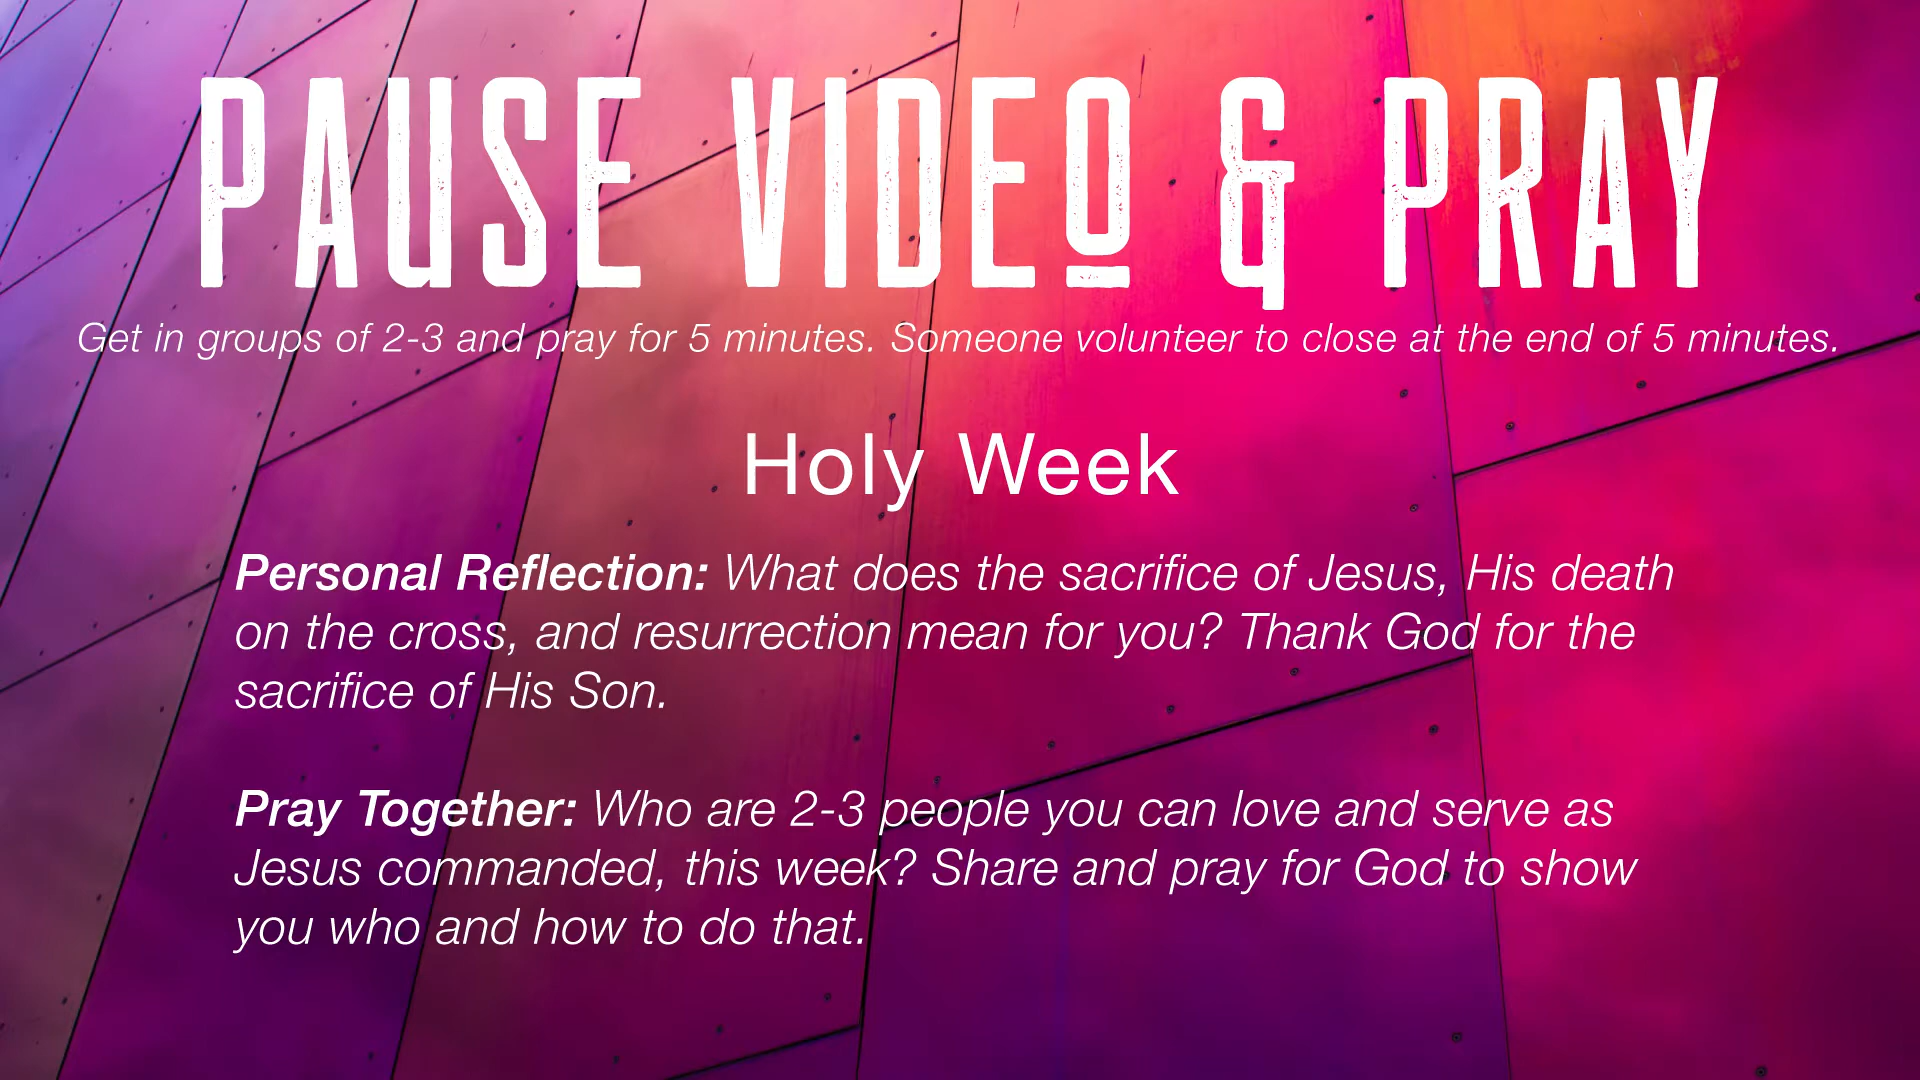 PAUSE VIDEO & PRAY
Get in groups of 2-3 and pray for 5 minutes. Someone volunteer to close at the end of 5 minutes.
Holy Week
Personal Reflection: What does the sacrifice of Jesus, His death
on the cross, and resurrection mean for you? Thank God for the
sacrifice of His Son.
Pray Together: Who are 2-3 people you can love and serve as
Jesus commanded, this week? Share and pray for God to show
you who and how to do that.